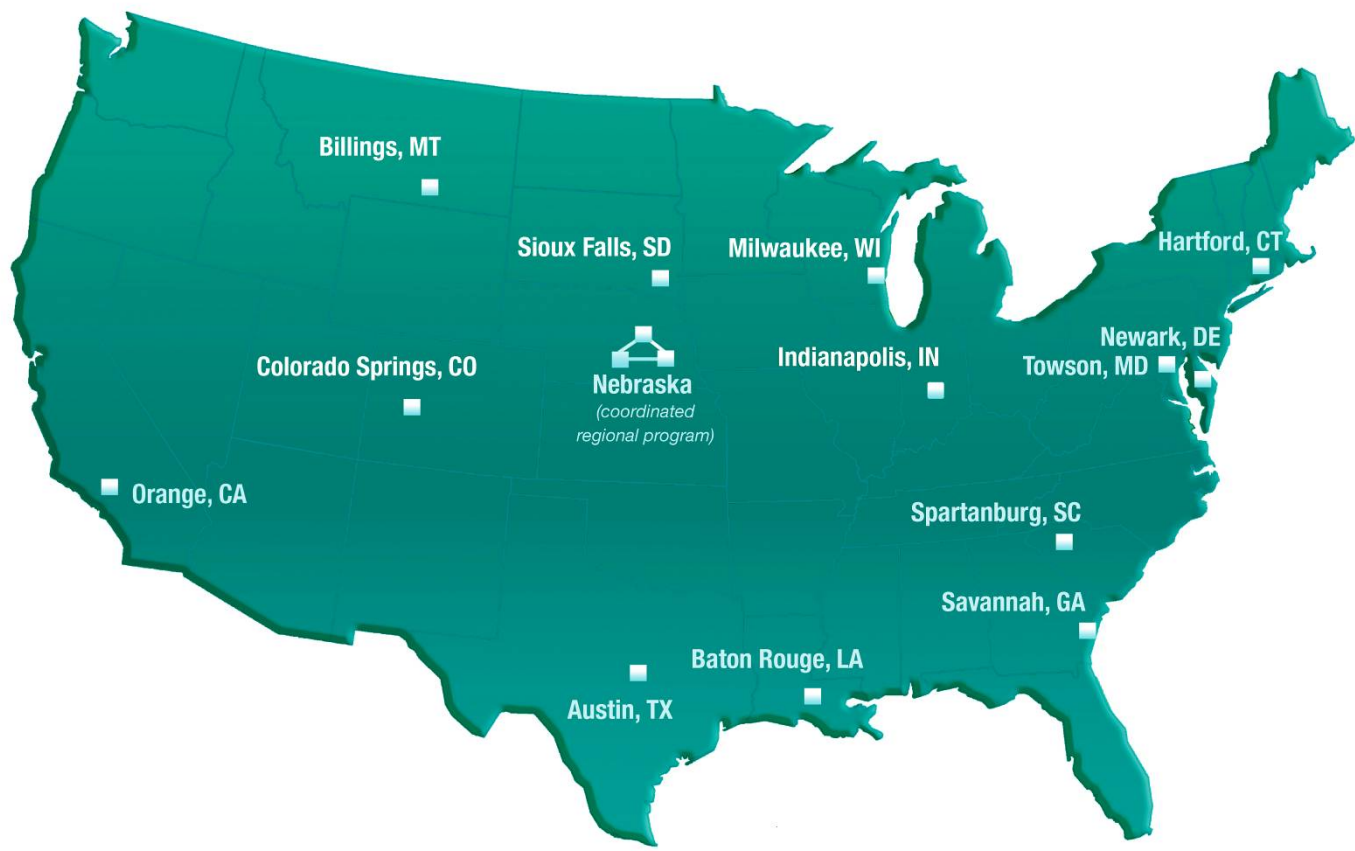 Billings, MT
Sioux Falls, SD
Milwaukee, WI
Hartford, CT
Newark, DE
Towson, MD
Indianapolis, IN
Colorado Springs, CO
Nebraska
(coordinated
regional program)
Orange, CA
Spartanburg, SC
Savannah, GA
Baton Rouge, LA
Austin, TX